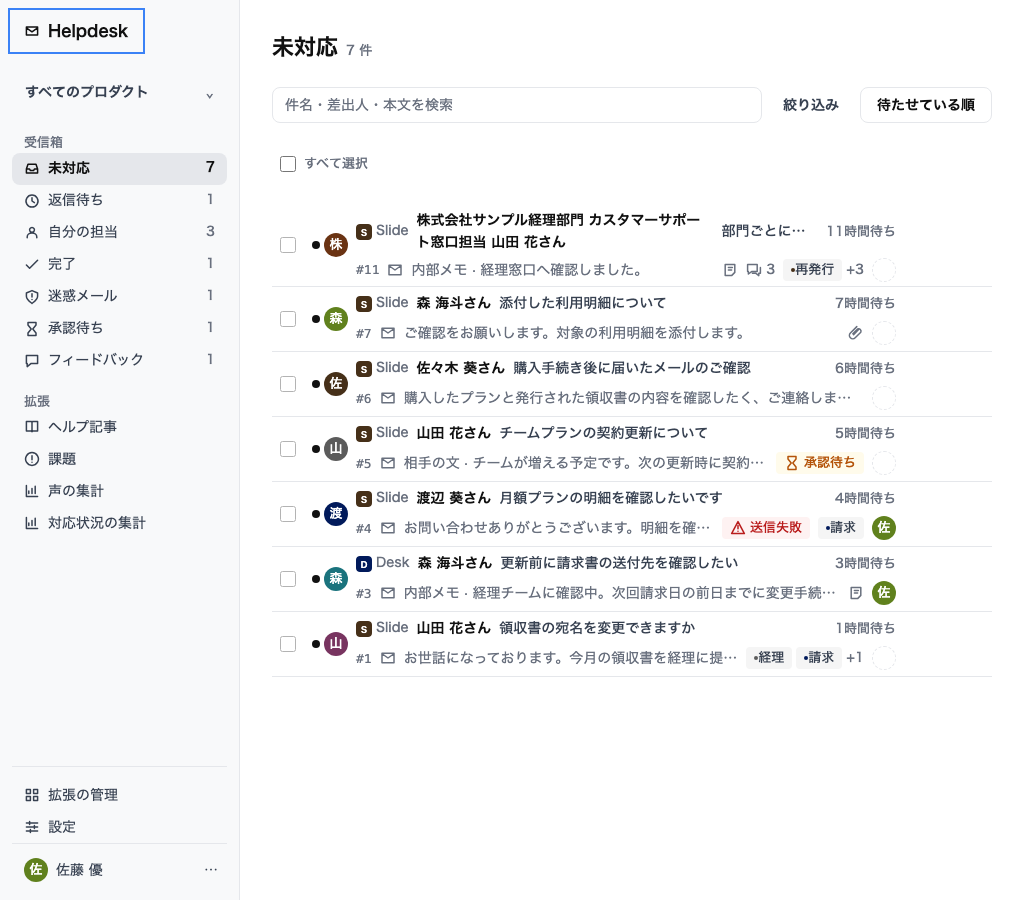 Helpdesk
すべてのプロダクト
受信箱
未対応 7
返信待ち 1
自分の担当 3
完了 1
迷惑メール 1
承認待ち 1
フィードバック 1
拡張
ヘルプ記事
課題
声の集計
対応状況の集計
拡張の管理
設定
佐 佐藤 優 …
未対応 7 件
件名・差出人・本文を検索 絞り込み 待たせている順
すべて選択
株 S Slide 株式会社サンプル経理部門 カスタマーサポー
ト窓口担当 山田 花さん 部門ごとに… 11時間待ち
#11 内部メモ · 経理窓口へ確認しました。 3 •再発行 +3
森 S Slide 森 海斗さん 添付した利用明細について 7時間待ち
#7 ご確認をお願いします。対象の利用明細を添付します。
佐 S Slide 佐々木 葵さん 購入手続き後に届いたメールのご確認 6時間待ち
#6 購入したプランと発行された領収書の内容を確認したく、ご連絡しま…
山 S Slide 山田 花さん チームプランの契約更新について 5時間待ち
#5 相手の文 · チームが増える予定です。次の更新時に契約… 承認待ち
渡 S Slide 渡辺 葵さん 月額プランの明細を確認したいです 4時間待ち
#4 お問い合わせありがとうございます。明細を確… 送信失敗 •請求 佐
森 D Desk 森 海斗さん 更新前に請求書の送付先を確認したい 3時間待ち
#3 内部メモ · 経理チームに確認中。次回請求日の前日までに変更手続… 佐
山 S Slide 山田 花さん 領収書の宛名を変更できますか 1時間待ち
#1 お世話になっております。今月の領収書を経理に提… •経理 •請求 +1